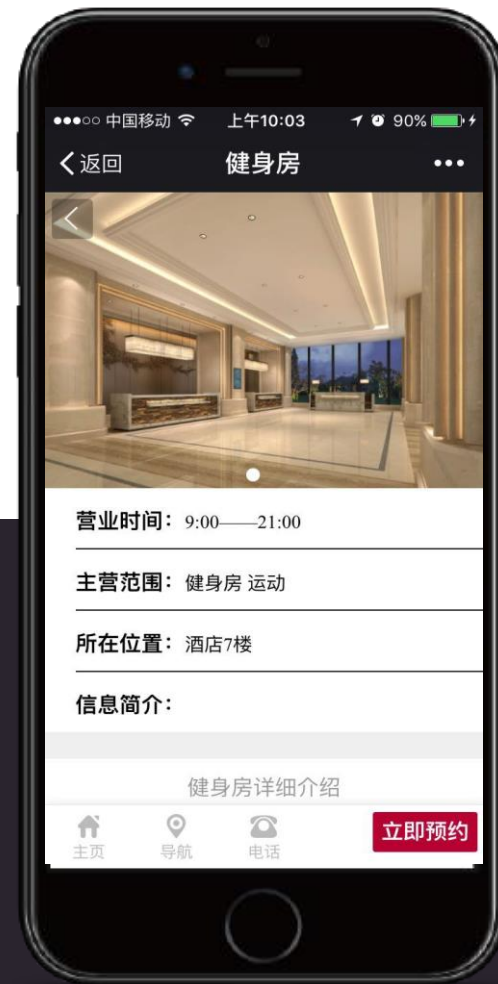 ●●●○○ 中国移动 上午10:03 90%
返回 健身房 •••
营业时间：9:00——21:00
主营范围：健身房 运动
所在位置：酒店7楼
信息简介：
健身房详细介绍
主页 导航 电话 立即预约